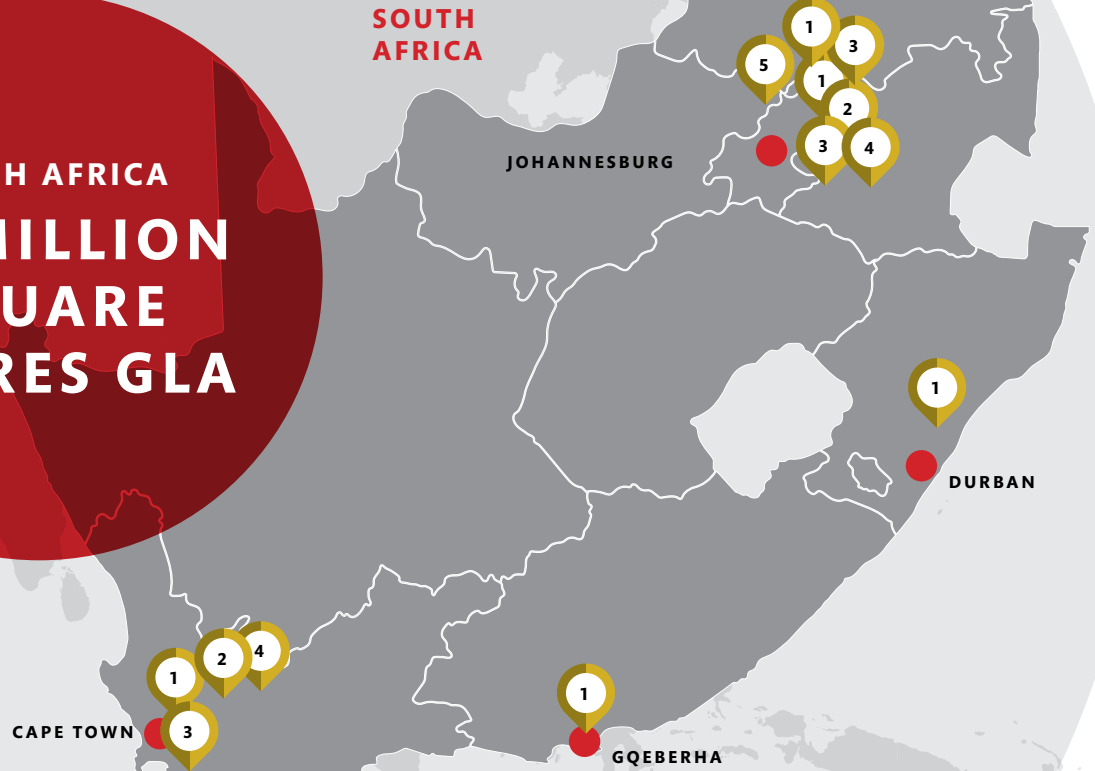 SOUTH
AFRICA
1
3
5
1
2
3
4
JOHANNESBURG
H AFRICA
MILLION
UARE
RES GLA
1
DURBAN
1
2
4
3
CAPE TOWN
1
GQEBERHA